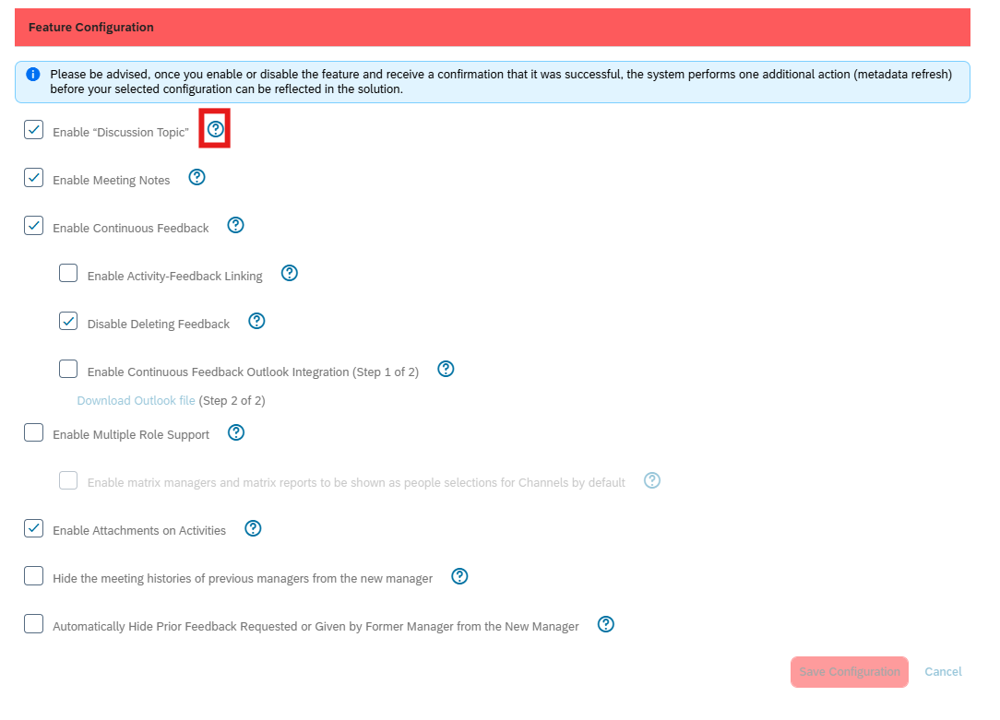 Feature Configuration
Please be advised, once you enable or disable the feature and receive a confirmation that it was successful, the system performs one additional action (metadata refresh)
before your selected configuration can be reflected in the solution.
Enable “Discussion Topic”
Enable Meeting Notes
Enable Continuous Feedback
Enable Activity-Feedback Linking
Disable Deleting Feedback
Enable Continuous Feedback Outlook Integration (Step 1 of 2)
Download Outlook file (Step 2 of 2)
Enable Multiple Role Support
Enable matrix managers and matrix reports to be shown as people selections for Channels by default
Enable Attachments on Activities
Hide the meeting histories of previous managers from the new manager
Automatically Hide Prior Feedback Requested or Given by Former Manager from the New Manager
Save Configuration Cancel